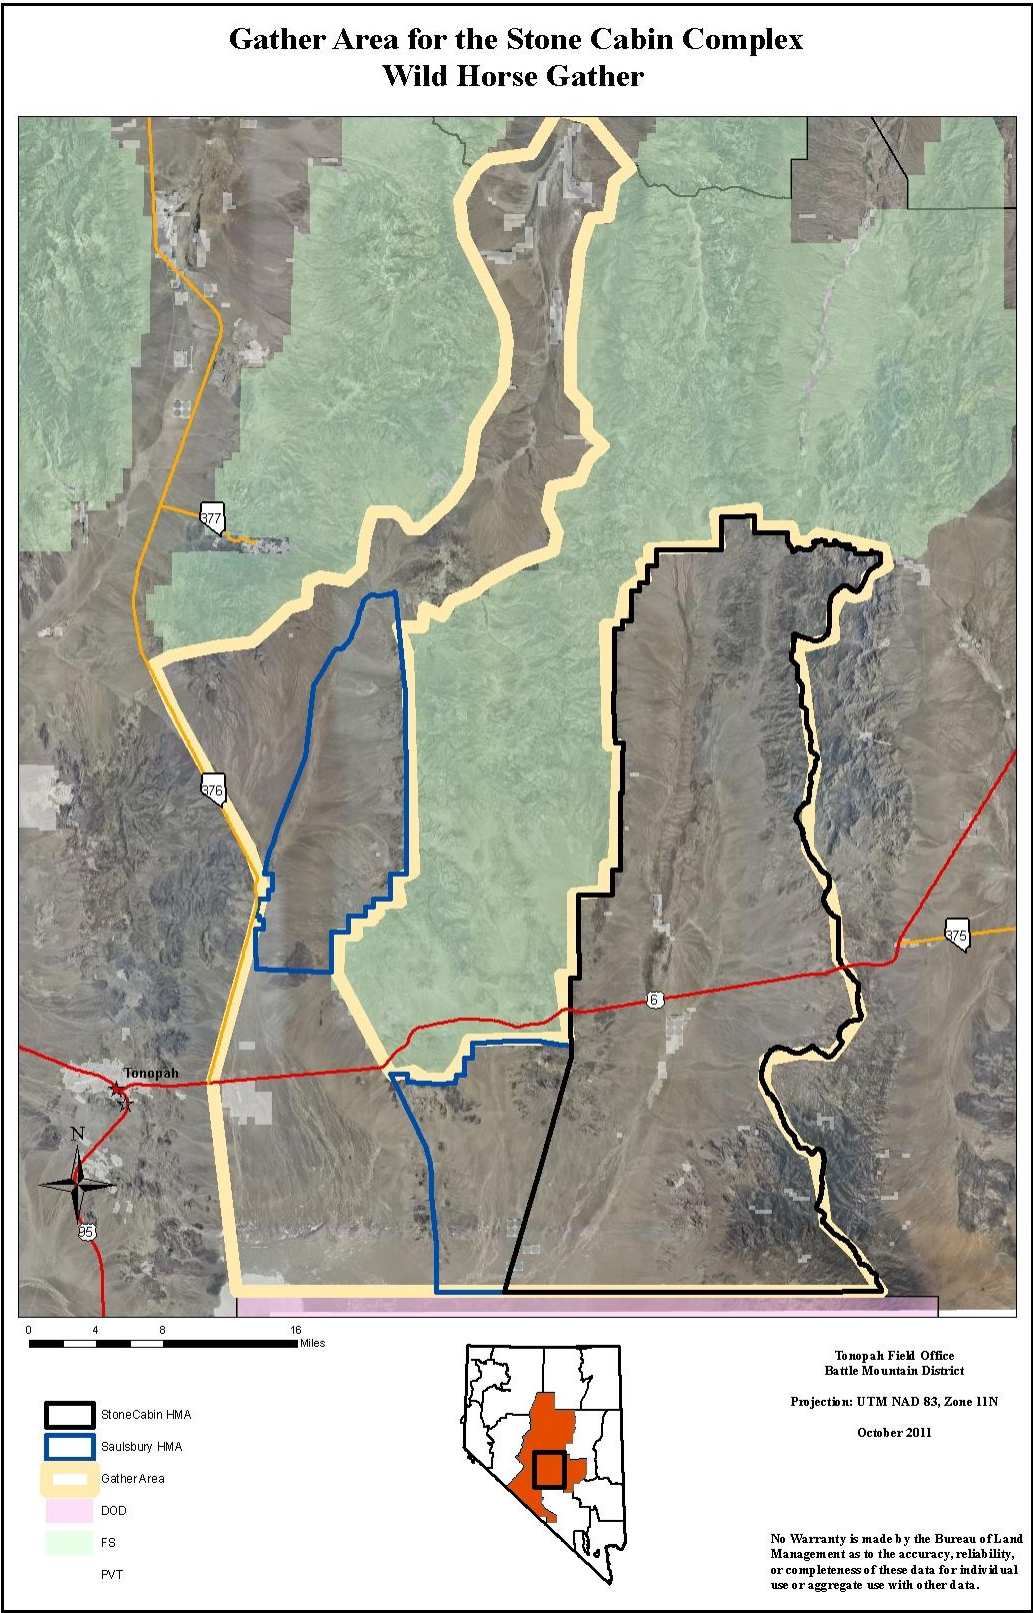 Gather Area for the Stone Cabin Complex
Wild Horse Gather
377
376
375
6
Tonopah
N
95
0 4 8 16
Miles
StoneCabin HMA
Saulsbury HMA
Gather Area
DOD
FS
PVT
Tonopah Field Office
Battle Mountain District
Projection: UTM NAD 83, Zone 11N
October 2011
No Warranty is made by the Bureau of Land
Management as to the accuracy, reliability,
or completeness of these data for individual
use or aggregate use with other data.